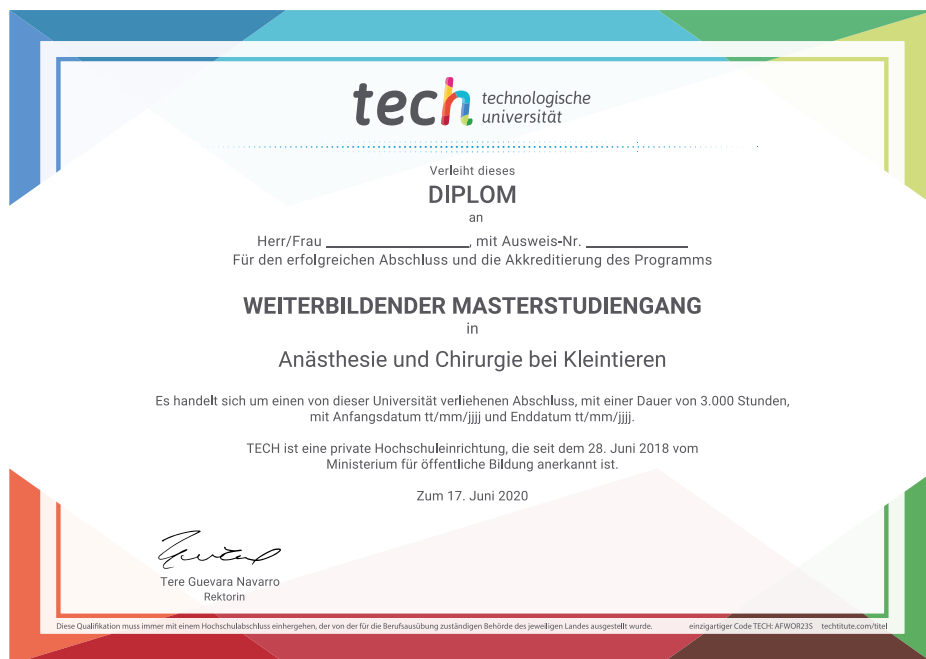 tech technologische
universität
Verleiht dieses
DIPLOM
an
Herr/Frau ____________________, mit Ausweis-Nr. ______________
Für den erfolgreichen Abschluss und die Akkreditierung des Programms
WEITERBILDENDER MASTERSTUDIENGANG
in
Anästhesie und Chirurgie bei Kleintieren
Es handelt sich um einen von dieser Universität verliehenen Abschluss, mit einer Dauer von 3.000 Stunden,
mit Anfangsdatum tt/mm/jjjj und Enddatum tt/mm/jjjj.
TECH ist eine private Hochschuleinrichtung, die seit dem 28. Juni 2018 vom
Ministerium für öffentliche Bildung anerkannt ist.
Zum 17. Juni 2020
Tere Guevara Navarro
Rektorin
Diese Qualifikation muss immer mit einem Hochschulabschluss einhergehen, der von der für die Berufsausübung zuständigen Behörde des jeweiligen Landes ausgestellt wurde. einzigartiger Code TECH: AFWOR23S techtitute.com/titel